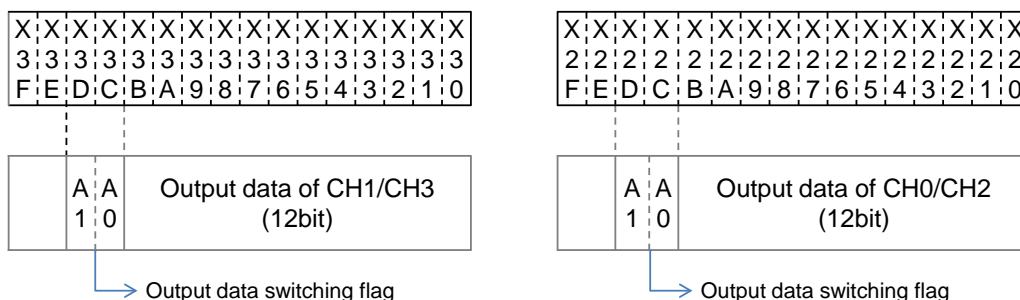 X X X X X X X X X X X X X X X X
3 3 3 3 3 3 3 3 3 3 3 3 3 3 3 3
F E D C B A 9 8 7 6 5 4 3 2 1 0
X X X X X X X X X X X X X X X X
2 2 2 2 2 2 2 2 2 2 2 2 2 2 2 2
F E D C B A 9 8 7 6 5 4 3 2 1 0
A A
1 0
Output data of CH1/CH3
(12bit)
A A
1 0
Output data of CH0/CH2
(12bit)
Output data switching flag
Output data switching flag